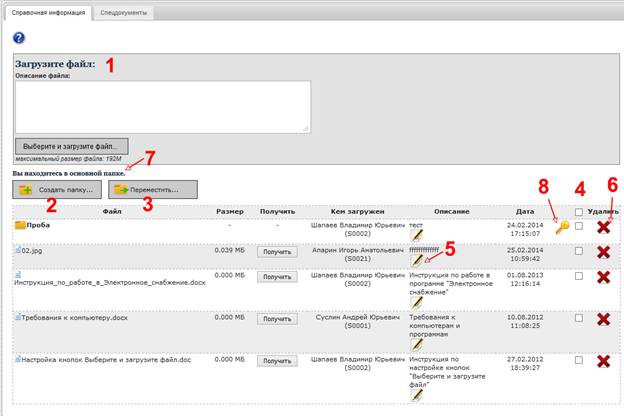 Справочная информация Спецдокументы
Загрузите файл: 1
Описание файла:
Выберите и загрузите файл...
максимальный размер файла: 192М
7
Вы находитесь в основной папке.
Создать папку... Переместить...
2 3 8 4 6
Файл Размер Получить Кем загружен Описание Дата Удалить
Проба - - Шапаев Владимир Юрьевич тест 24.02.2014
(S0002) 17:15:07
02.jpg 0.039 МБ Получить Апарин Игорь Анатольевич ffffffffffffff 25.02.2014
(S0021) 10:59:42
5
0.000 МБ Получить Шапаев Владимир Юрьевич Инструкция по работе в 01.08.2013
Инструкция_по_работе_в_Электронное_снабжение.docx (S0002) программе "Электронное 12:16:14
снабжение"
Требования к компьютеру.docx 0.000 МБ Получить Суслин Андрей Юрьевич Требования к 10.08.2012
(S0001) компьютерам и 11:08:25
программам
Настройка кнопок Выберите и загрузите файл.doc 0.000 МБ Получить Шапаев Владимир Юрьевич Инструкция по 27.02.2012
(S0002) настройке кнопок 18:39:27
"Выберите и загрузите
файл"